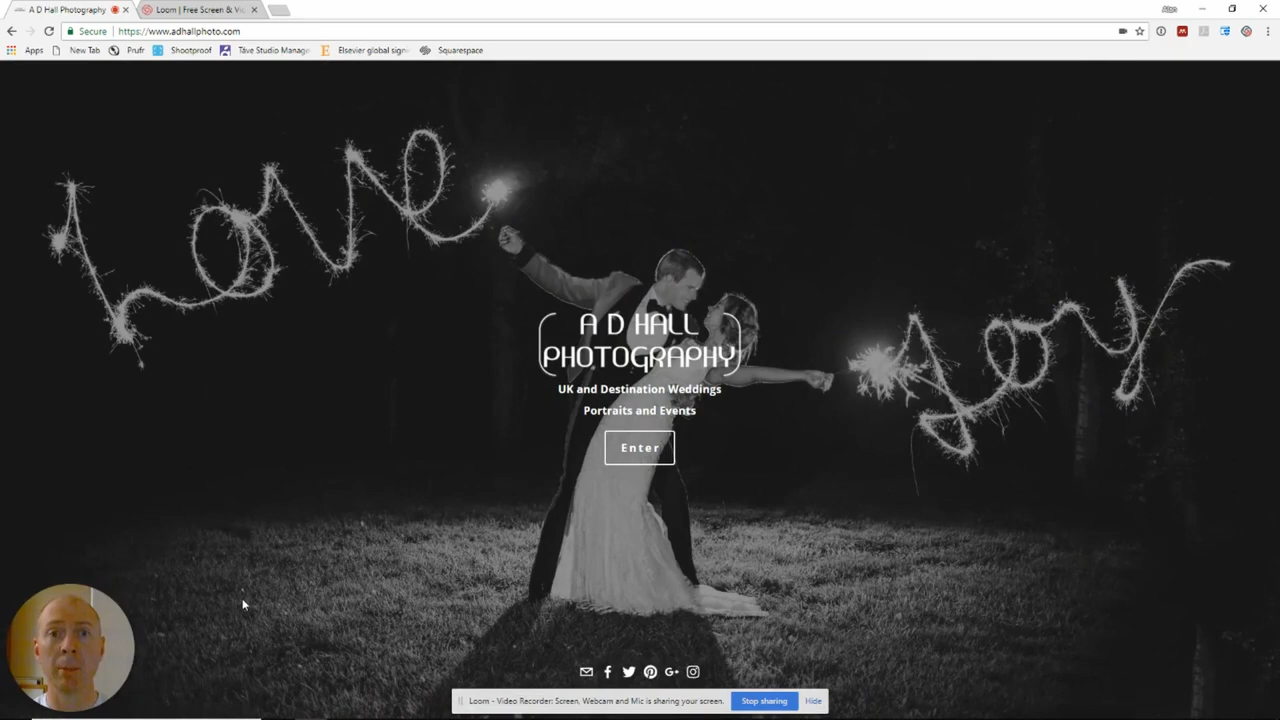 A D Hall Photography
Loom | Free Screen & Vi
Alan
Secure
https://www.adhallphoto.com
Apps
New Tab
Prufr
Shootproof
Táve Studio Manage
Elsevier global sign
Squarespace
Love
Joy
A D HALL
PHOTOGRAPHY
UK and Destination Weddings
Portraits and Events
Enter
Loom - Video Recorder: Screen, Webcam and Mic is sharing your screen.
Stop sharing
Hide